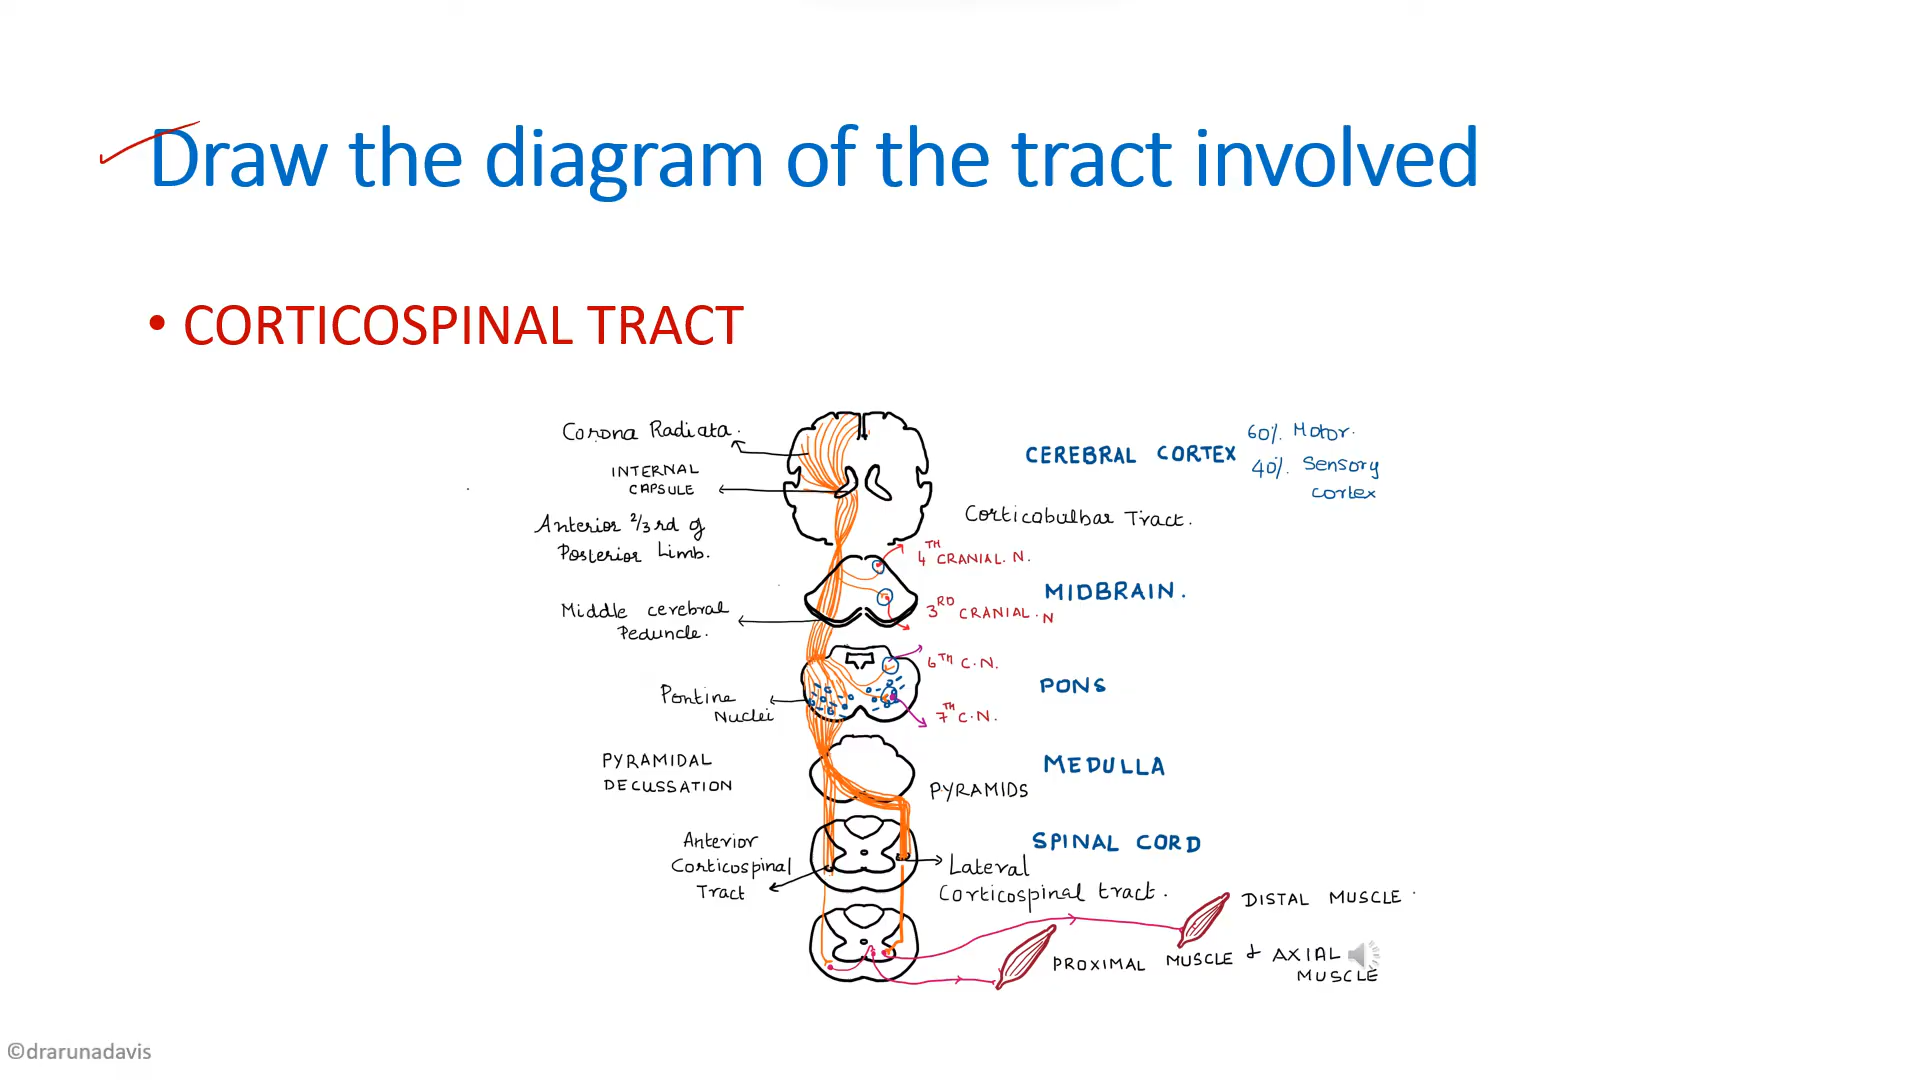 Draw the diagram of the tract involved
• CORTICOSPINAL TRACT
Corona Radiata.
INTERNAL
CAPSULE
Anterior 2/3 rd of
Posterior Limb.
CEREBRAL CORTEX
60%. Motor.
40%. Sensory
cortex
Corticobulbar Tract.
4TH CRANIAL. N.
3RD CRANIAL. N
MIDBRAIN.
Middle cerebral
Peduncle.
6TH C.N.
7TH C.N.
PONS
Pontine
Nuclei
PYRAMIDAL
DECUSSATION
PYRAMIDS
MEDULLA
SPINAL CORD
Anterior
Corticospinal
Tract
Lateral
Corticospinal tract.
DISTAL MUSCLE
PROXIMAL MUSCLE & AXIAL
MUSCLE
©drarunadavis